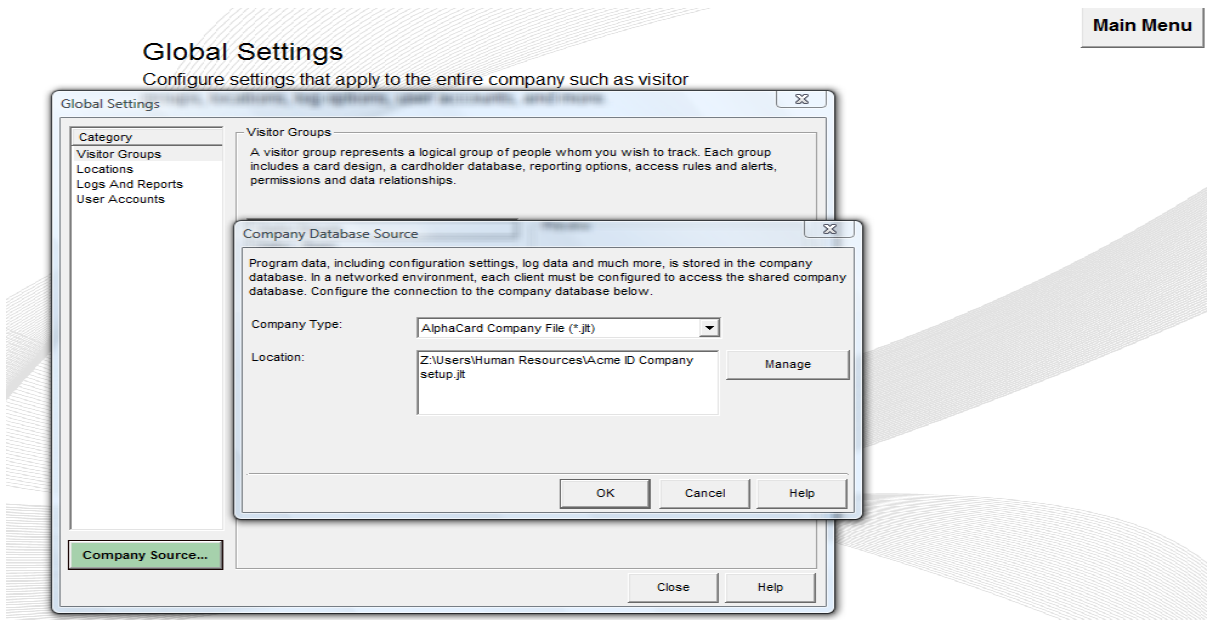 Main Menu
Global Settings
Configure settings that apply to the entire company such as visitor
Global Settings
Category
Visitor Groups
Locations
Logs And Reports
User Accounts
Visitor Groups
A visitor group represents a logical group of people whom you wish to track. Each group
includes a card design, a cardholder database, reporting options, access rules and alerts,
permissions and data relationships.
Company Database Source
Program data, including configuration settings, log data and much more, is stored in the company
database. In a networked environment, each client must be configured to access the shared company
database. Configure the connection to the company database below.
Company Type:
AlphaCard Company File (*.jlt)
Location:
Z:\Users\Human Resources\Acme ID Company
setup.jlt
Manage
OK
Cancel
Help
Company Source...
Close
Help